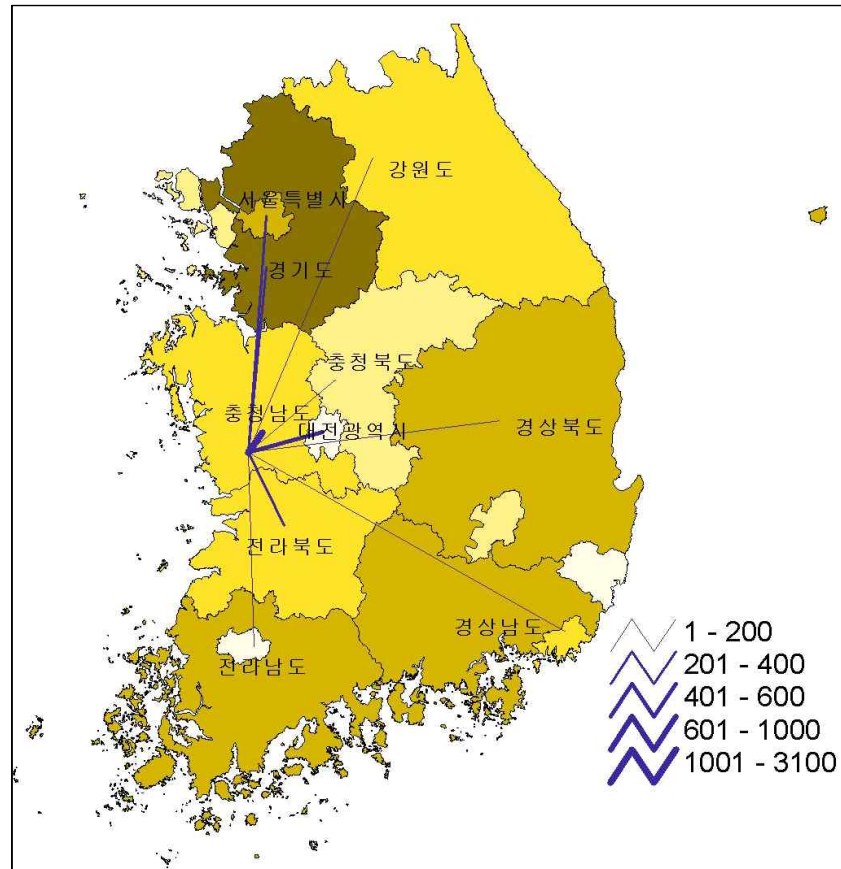 강원도
서울특별시
경기도
충청북도
충청남도
대전광역시
경상북도
전라북도
경상남도
전라남도
1 - 200
201 - 400
401 - 600
601 - 1000
1001 - 3100